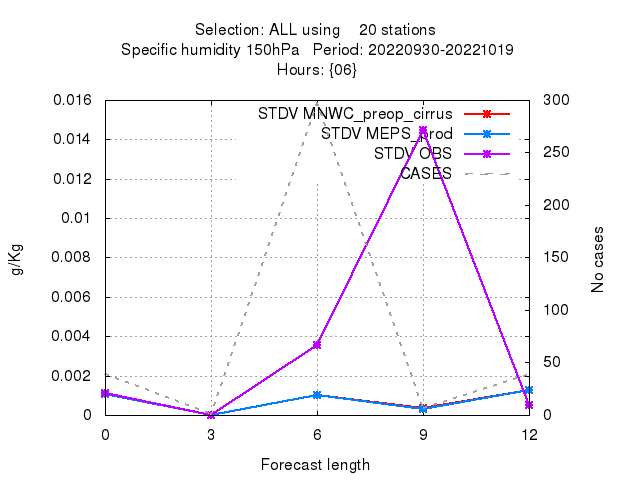 Selection: ALL using    20 stations
Specific humidity 150hPa   Period: 20220930-20221019
Hours: {06}
0.016
0.014
0.012
0.01
0.008
0.006
0.004
0.002
0
g/Kg
STDV MNWC_preop_cirrus
STDV MEPS_prod
STDV OBS
CASES
300
250
200
150
100
50
0
No cases
0 3 6 9 12
Forecast length